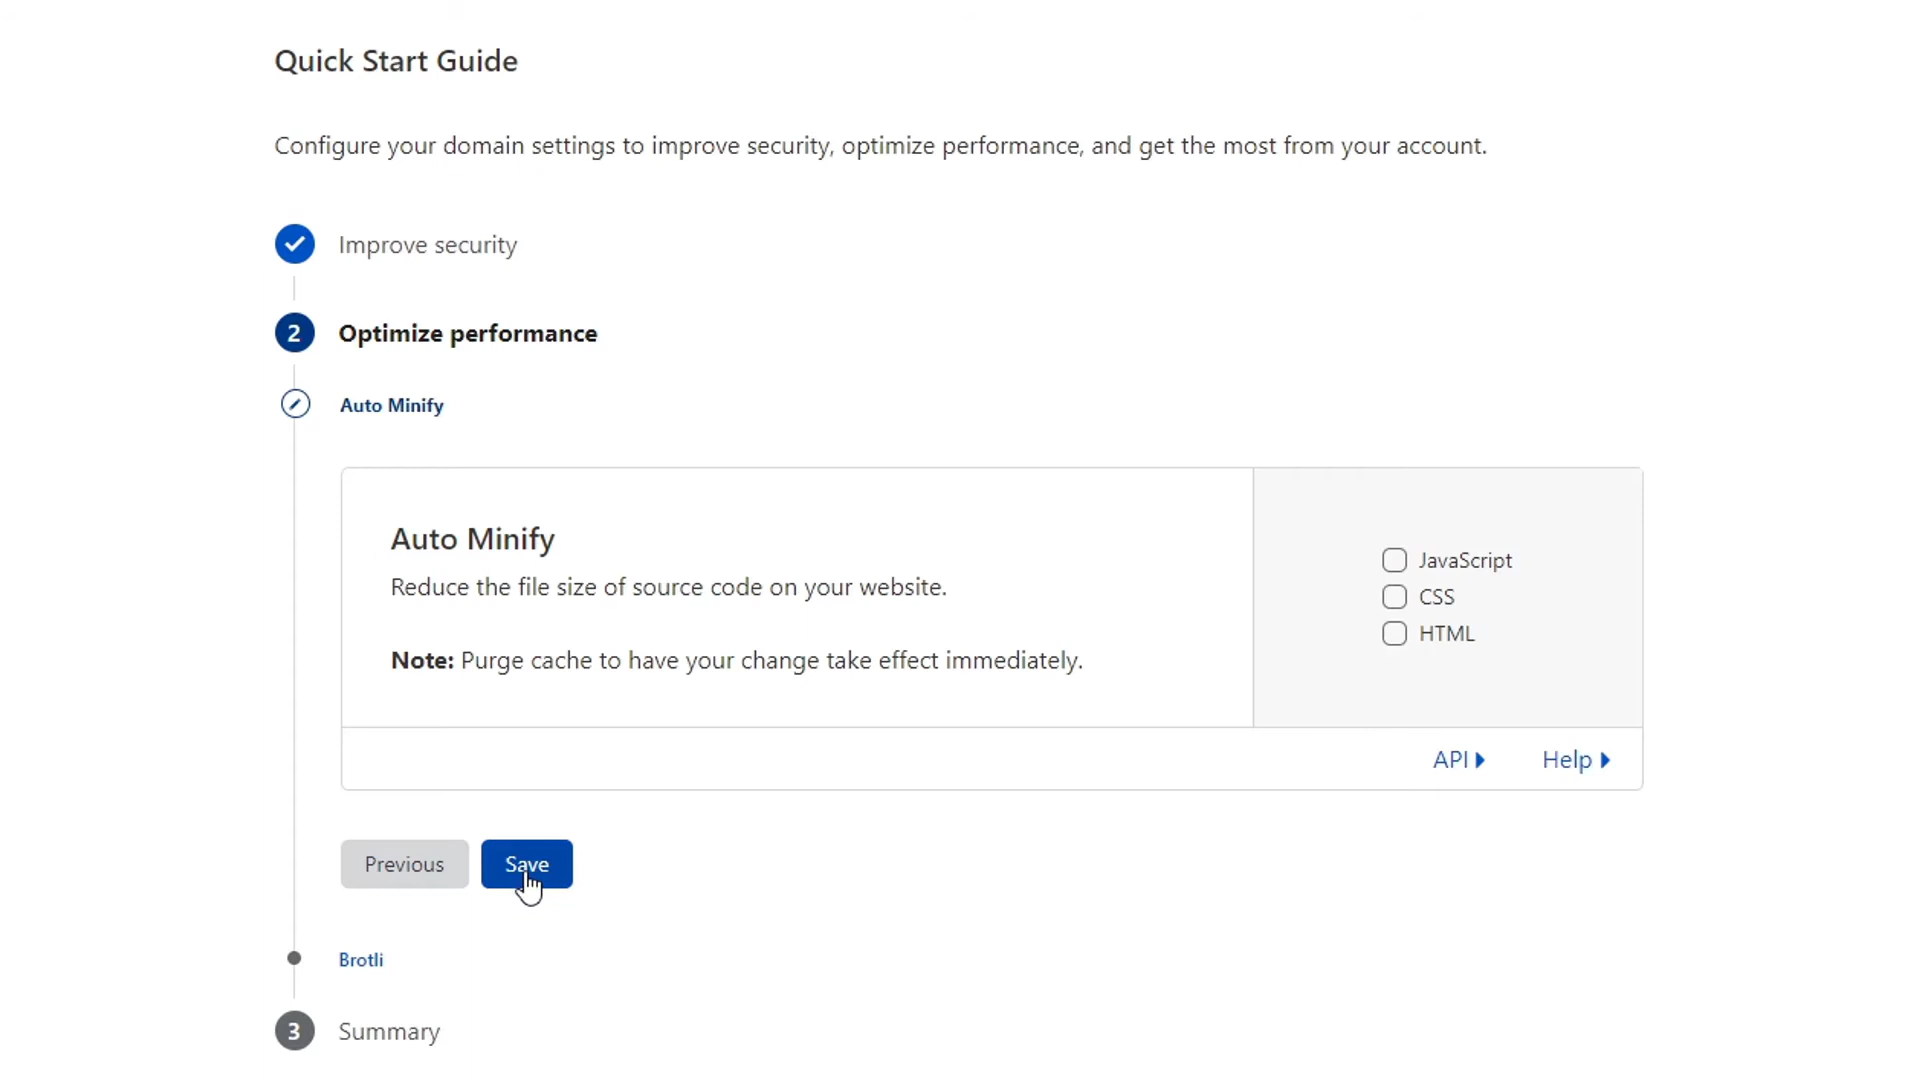 Quick Start Guide
Configure your domain settings to improve security, optimize performance, and get the most from your account.
Improve security
2 Optimize performance
Auto Minify
Auto Minify
Reduce the file size of source code on your website.
Note: Purge cache to have your change take effect immediately.
JavaScript
CSS
HTML
API Help
Previous Save
Brotli
3 Summary